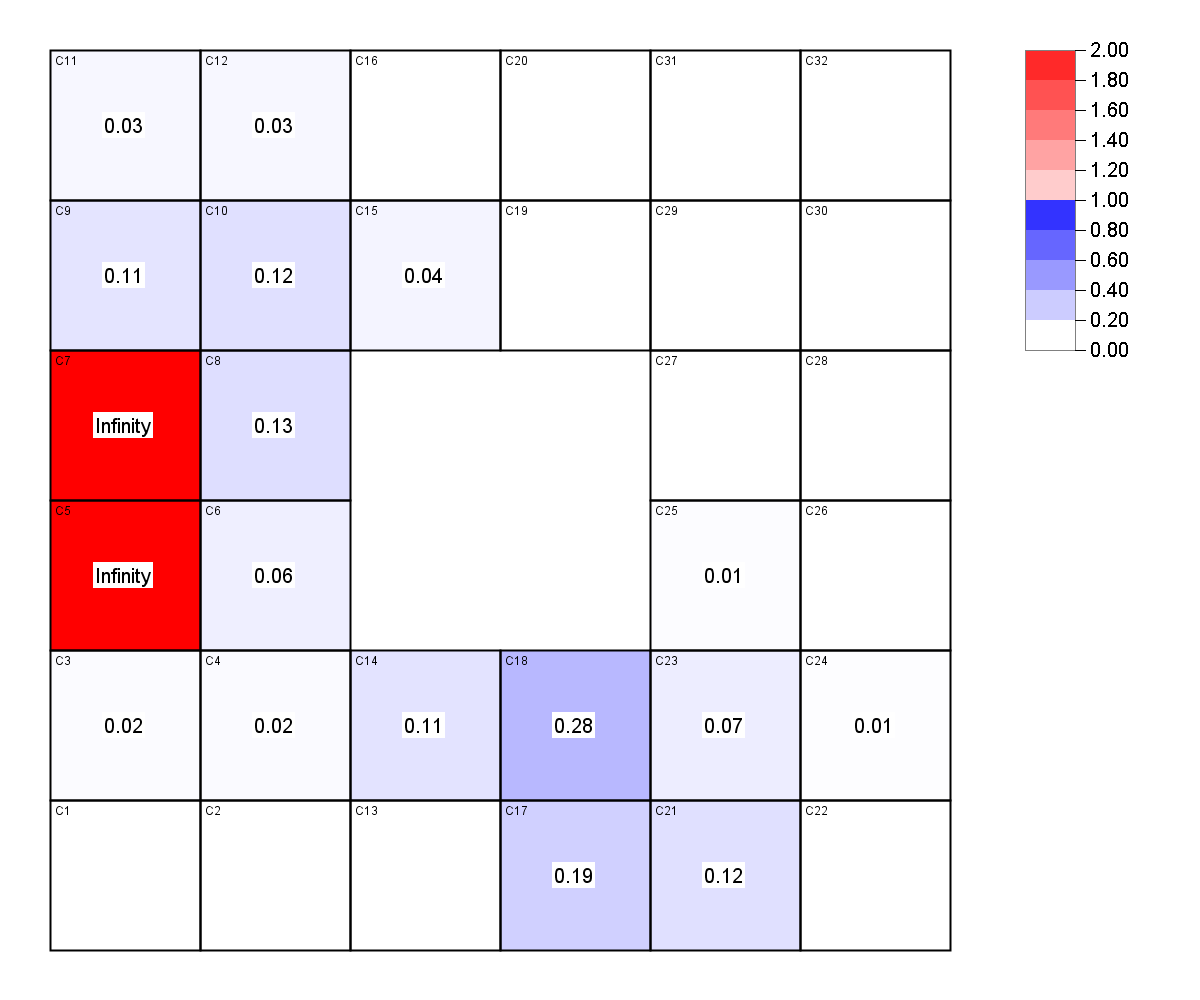 C11 C12 C16 C20 C31 C32
0.03 0.03
C9 C10 C15 C19 C29 C30
0.11 0.12 0.04
C7 C8 C27 C28
Infinity 0.13
C5 C6 C25 C26
Infinity 0.06 0.01
C3 C4 C14 C18 C23 C24
0.02 0.02 0.11 0.28 0.07 0.01
C1 C2 C13 C17 C21 C22
0.19 0.12
2.00
1.80
1.60
1.40
1.20
1.00
0.80
0.60
0.40
0.20
0.00